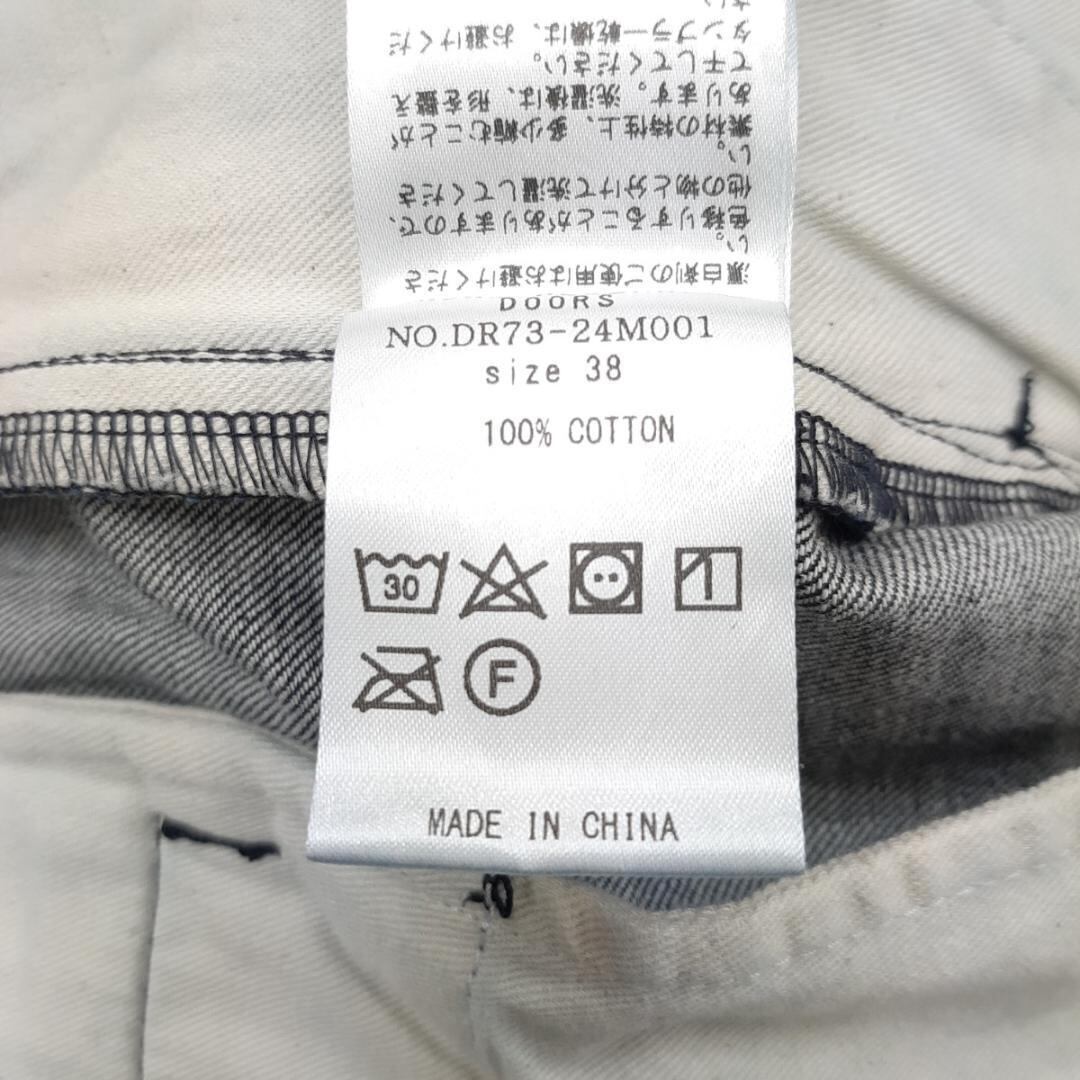 漂白剤のご使用はお避けくださ
い。
色移りすることがありますので、
他の物と分けて洗濯してくださ
い。
素材の特性上、多少縮むことが
あります。洗濯後は、形を整え
て干してください。
タンブラー乾燥は、お避けくだ
さい
DOORS
NO.DR73-24M001
size 38
100% COTTON
30
F
MADE IN CHINA